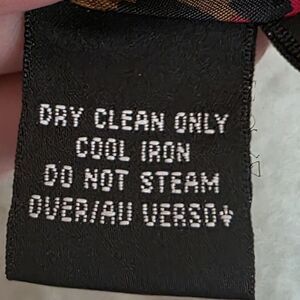 DRY CLEAN ONLY
COOL IRON
DO NOT STEAM
OVER/AU VERSO